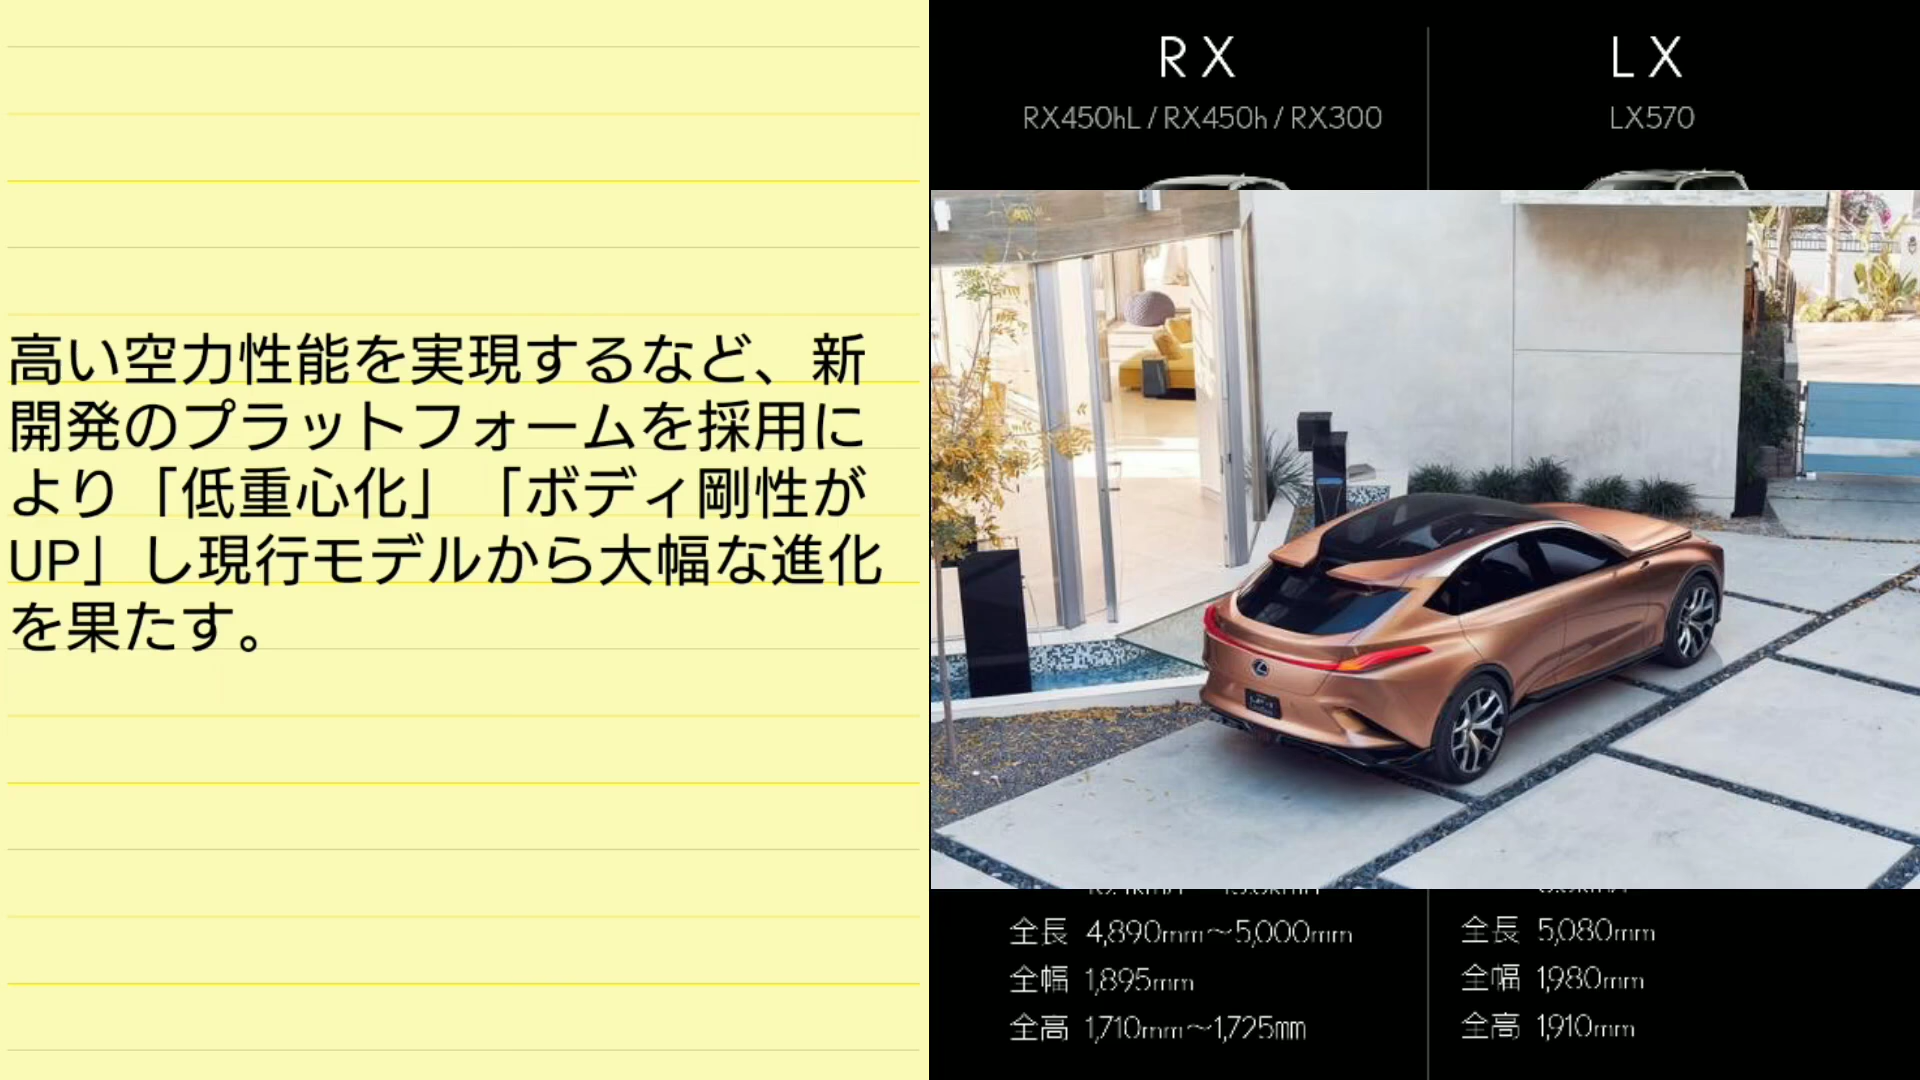 高い空力性能を実現するなど、新
開発のプラットフォームを採用に
より「低重心化」「ボディ剛性が
UP」し現行モデルから大幅な進化
を果たす。
RX
RX450hL / RX450h / RX300
全長 4,890mm～5,000mm
全幅 1,895mm
全高 1,710mm～1,725mm
LX
LX570
全長 5,080mm
全幅 1,980mm
全高 1,910mm